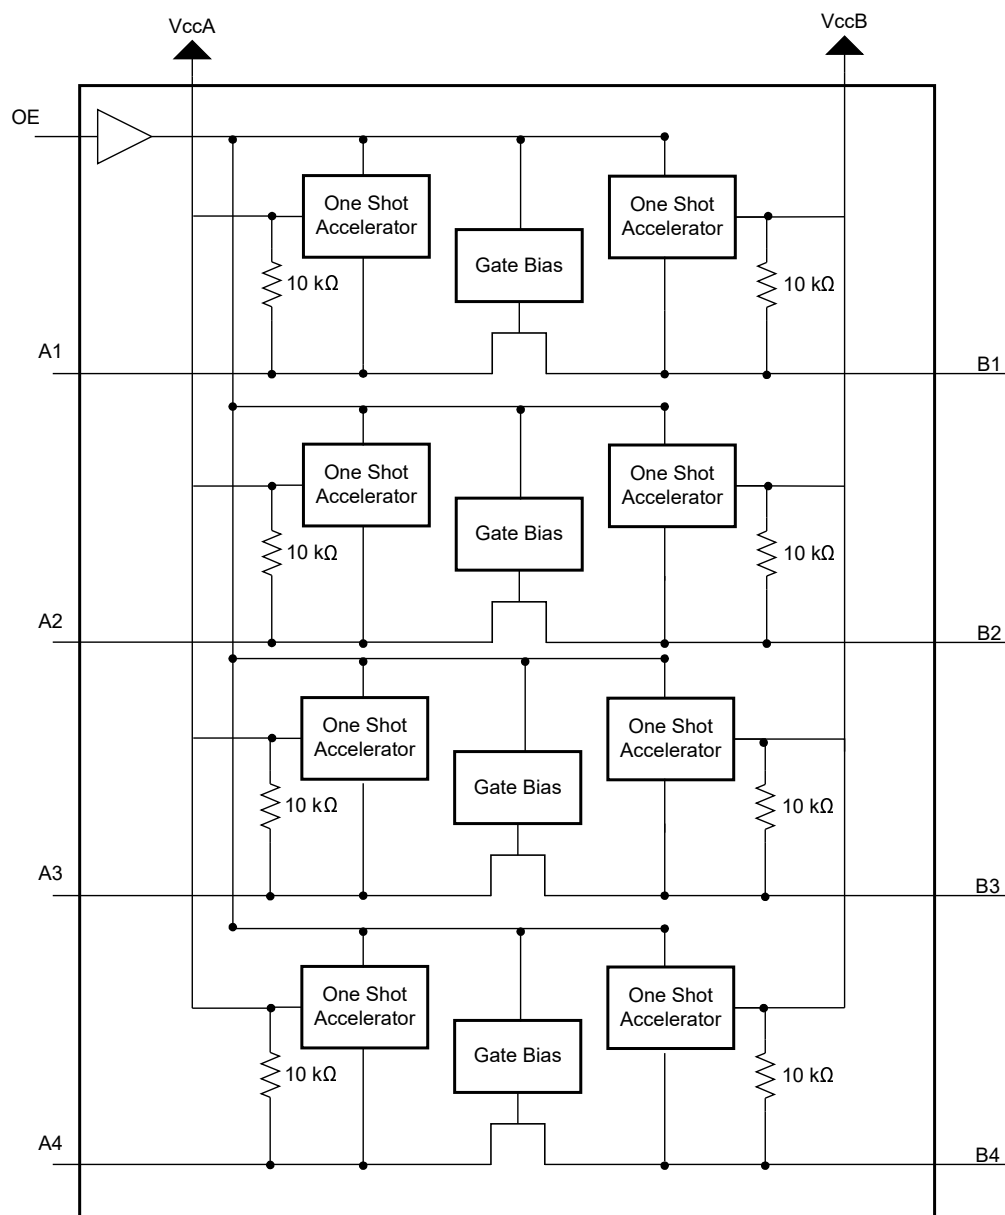 VccA
VccB
OE
One Shot
Accelerator
One Shot
Accelerator
Gate Bias
10 kΩ
10 kΩ
A1
B1
One Shot
Accelerator
One Shot
Accelerator
Gate Bias
10 kΩ
10 kΩ
A2
B2
One Shot
Accelerator
One Shot
Accelerator
Gate Bias
10 kΩ
10 kΩ
A3
B3
One Shot
Accelerator
One Shot
Accelerator
Gate Bias
10 kΩ
10 kΩ
A4
B4